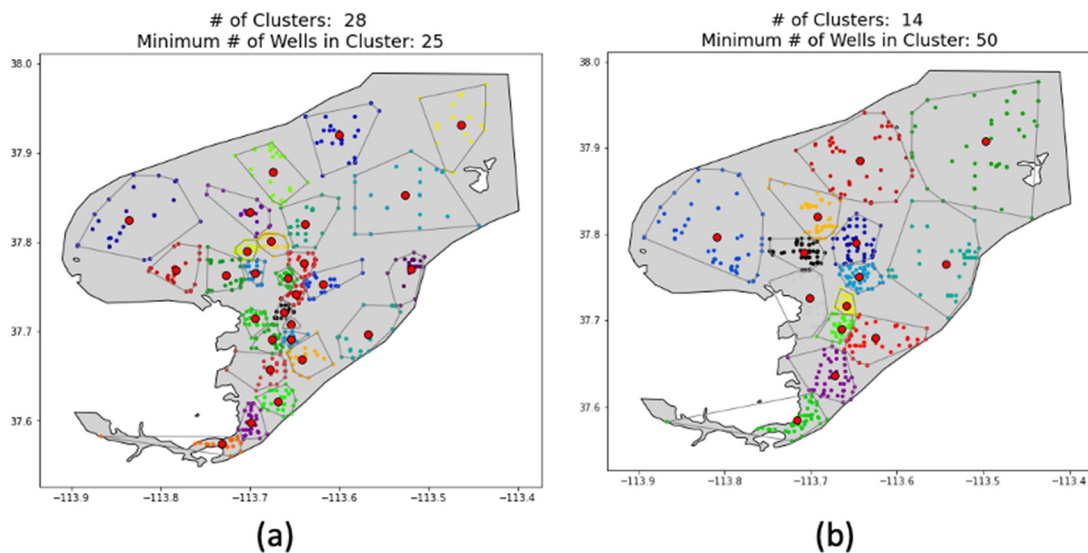 # of Clusters:  28
Minimum # of Wells in Cluster: 25
38.0
37.9
37.8
37.7
37.6
−113.9 −113.8 −113.7 −113.6 −113.5 −113.4
(a)
# of Clusters:  14
Minimum # of Wells in Cluster: 50
38.0
37.9
37.8
37.7
37.6
−113.9 −113.8 −113.7 −113.6 −113.5 −113.4
(b)